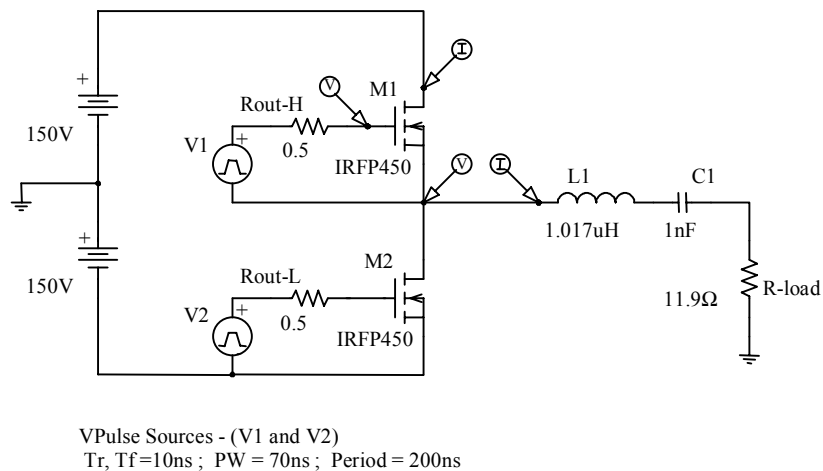 +
150V
+
150V
V1
+
Rout-H
0.5
V
M1
I
IRFP450
V
I
L1
1.017uH
C1
1nF
R-load
11.9Ω
V2
+
Rout-L
0.5
M2
IRFP450
VPulse Sources - (V1 and V2)
Tr, Tf =10ns ; PW = 70ns ; Period = 200ns